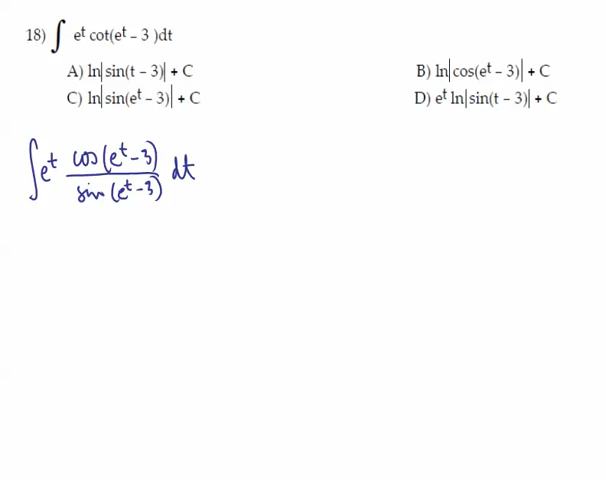 18) ∫ eᵗ cot(eᵗ – 3 )dt
A) ln|sin(t – 3)| + C
B) ln|cos(eᵗ – 3)| + C
C) ln|sin(eᵗ – 3)| + C
D) eᵗ ln|sin(t – 3)| + C
∫ eᵗ cos(eᵗ – 3) / sin(eᵗ – 3) dt